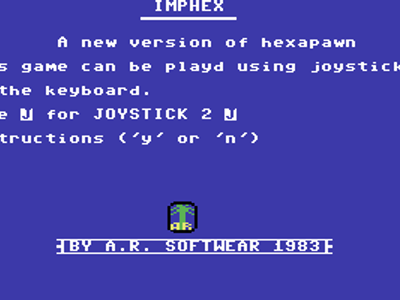 IMPHEX
A new version of hexapawn
s game can be playd using joystick
the keyboard.
e J for JOYSTICK 2 J
tructions ('y' or 'n')
A.R.
BY A.R. SOFTWEAR 1983